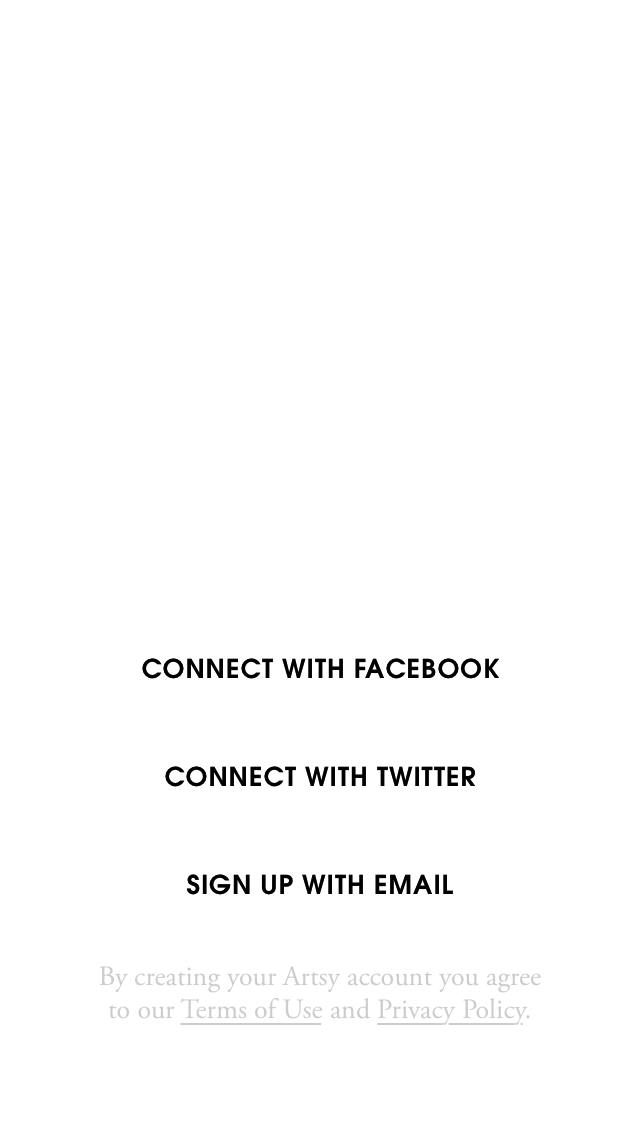 CONNECT WITH FACEBOOK
CONNECT WITH TWITTER
SIGN UP WITH EMAIL
By creating your Artsy account you agree
to our Terms of Use and Privacy Policy.